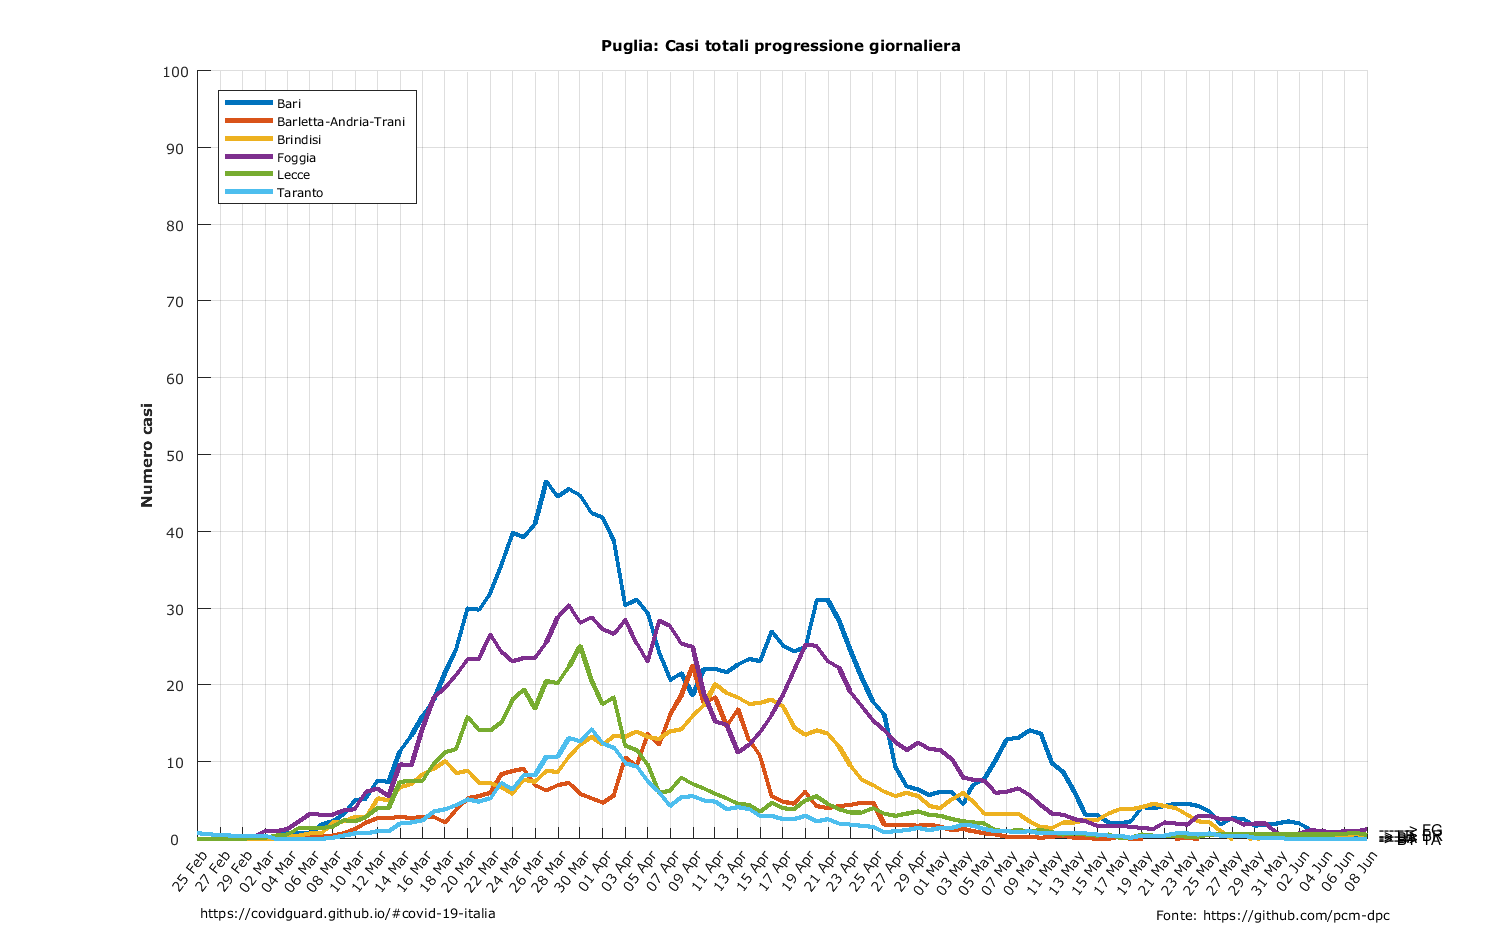 Puglia: Casi totali progressione giornaliera
100
90
80
70
60
50
40
30
20
10
0
Numero casi
Bari
Barletta-Andria-Trani
Brindisi
Foggia
Lecce
Taranto
25 Feb
27 Feb
29 Feb
02 Mar
04 Mar
06 Mar
08 Mar
10 Mar
12 Mar
14 Mar
16 Mar
18 Mar
20 Mar
22 Mar
24 Mar
26 Mar
28 Mar
30 Mar
01 Apr
03 Apr
05 Apr
07 Apr
09 Apr
11 Apr
13 Apr
15 Apr
17 Apr
19 Apr
21 Apr
23 Apr
25 Apr
27 Apr
29 Apr
01 May
03 May
05 May
07 May
09 May
11 May
13 May
15 May
17 May
19 May
21 May
23 May
25 May
27 May
29 May
31 May
02 Jun
04 Jun
06 Jun
08 Jun
https://covidguard.github.io/#covid-19-italia
Fonte: https://github.com/pcm-dpc